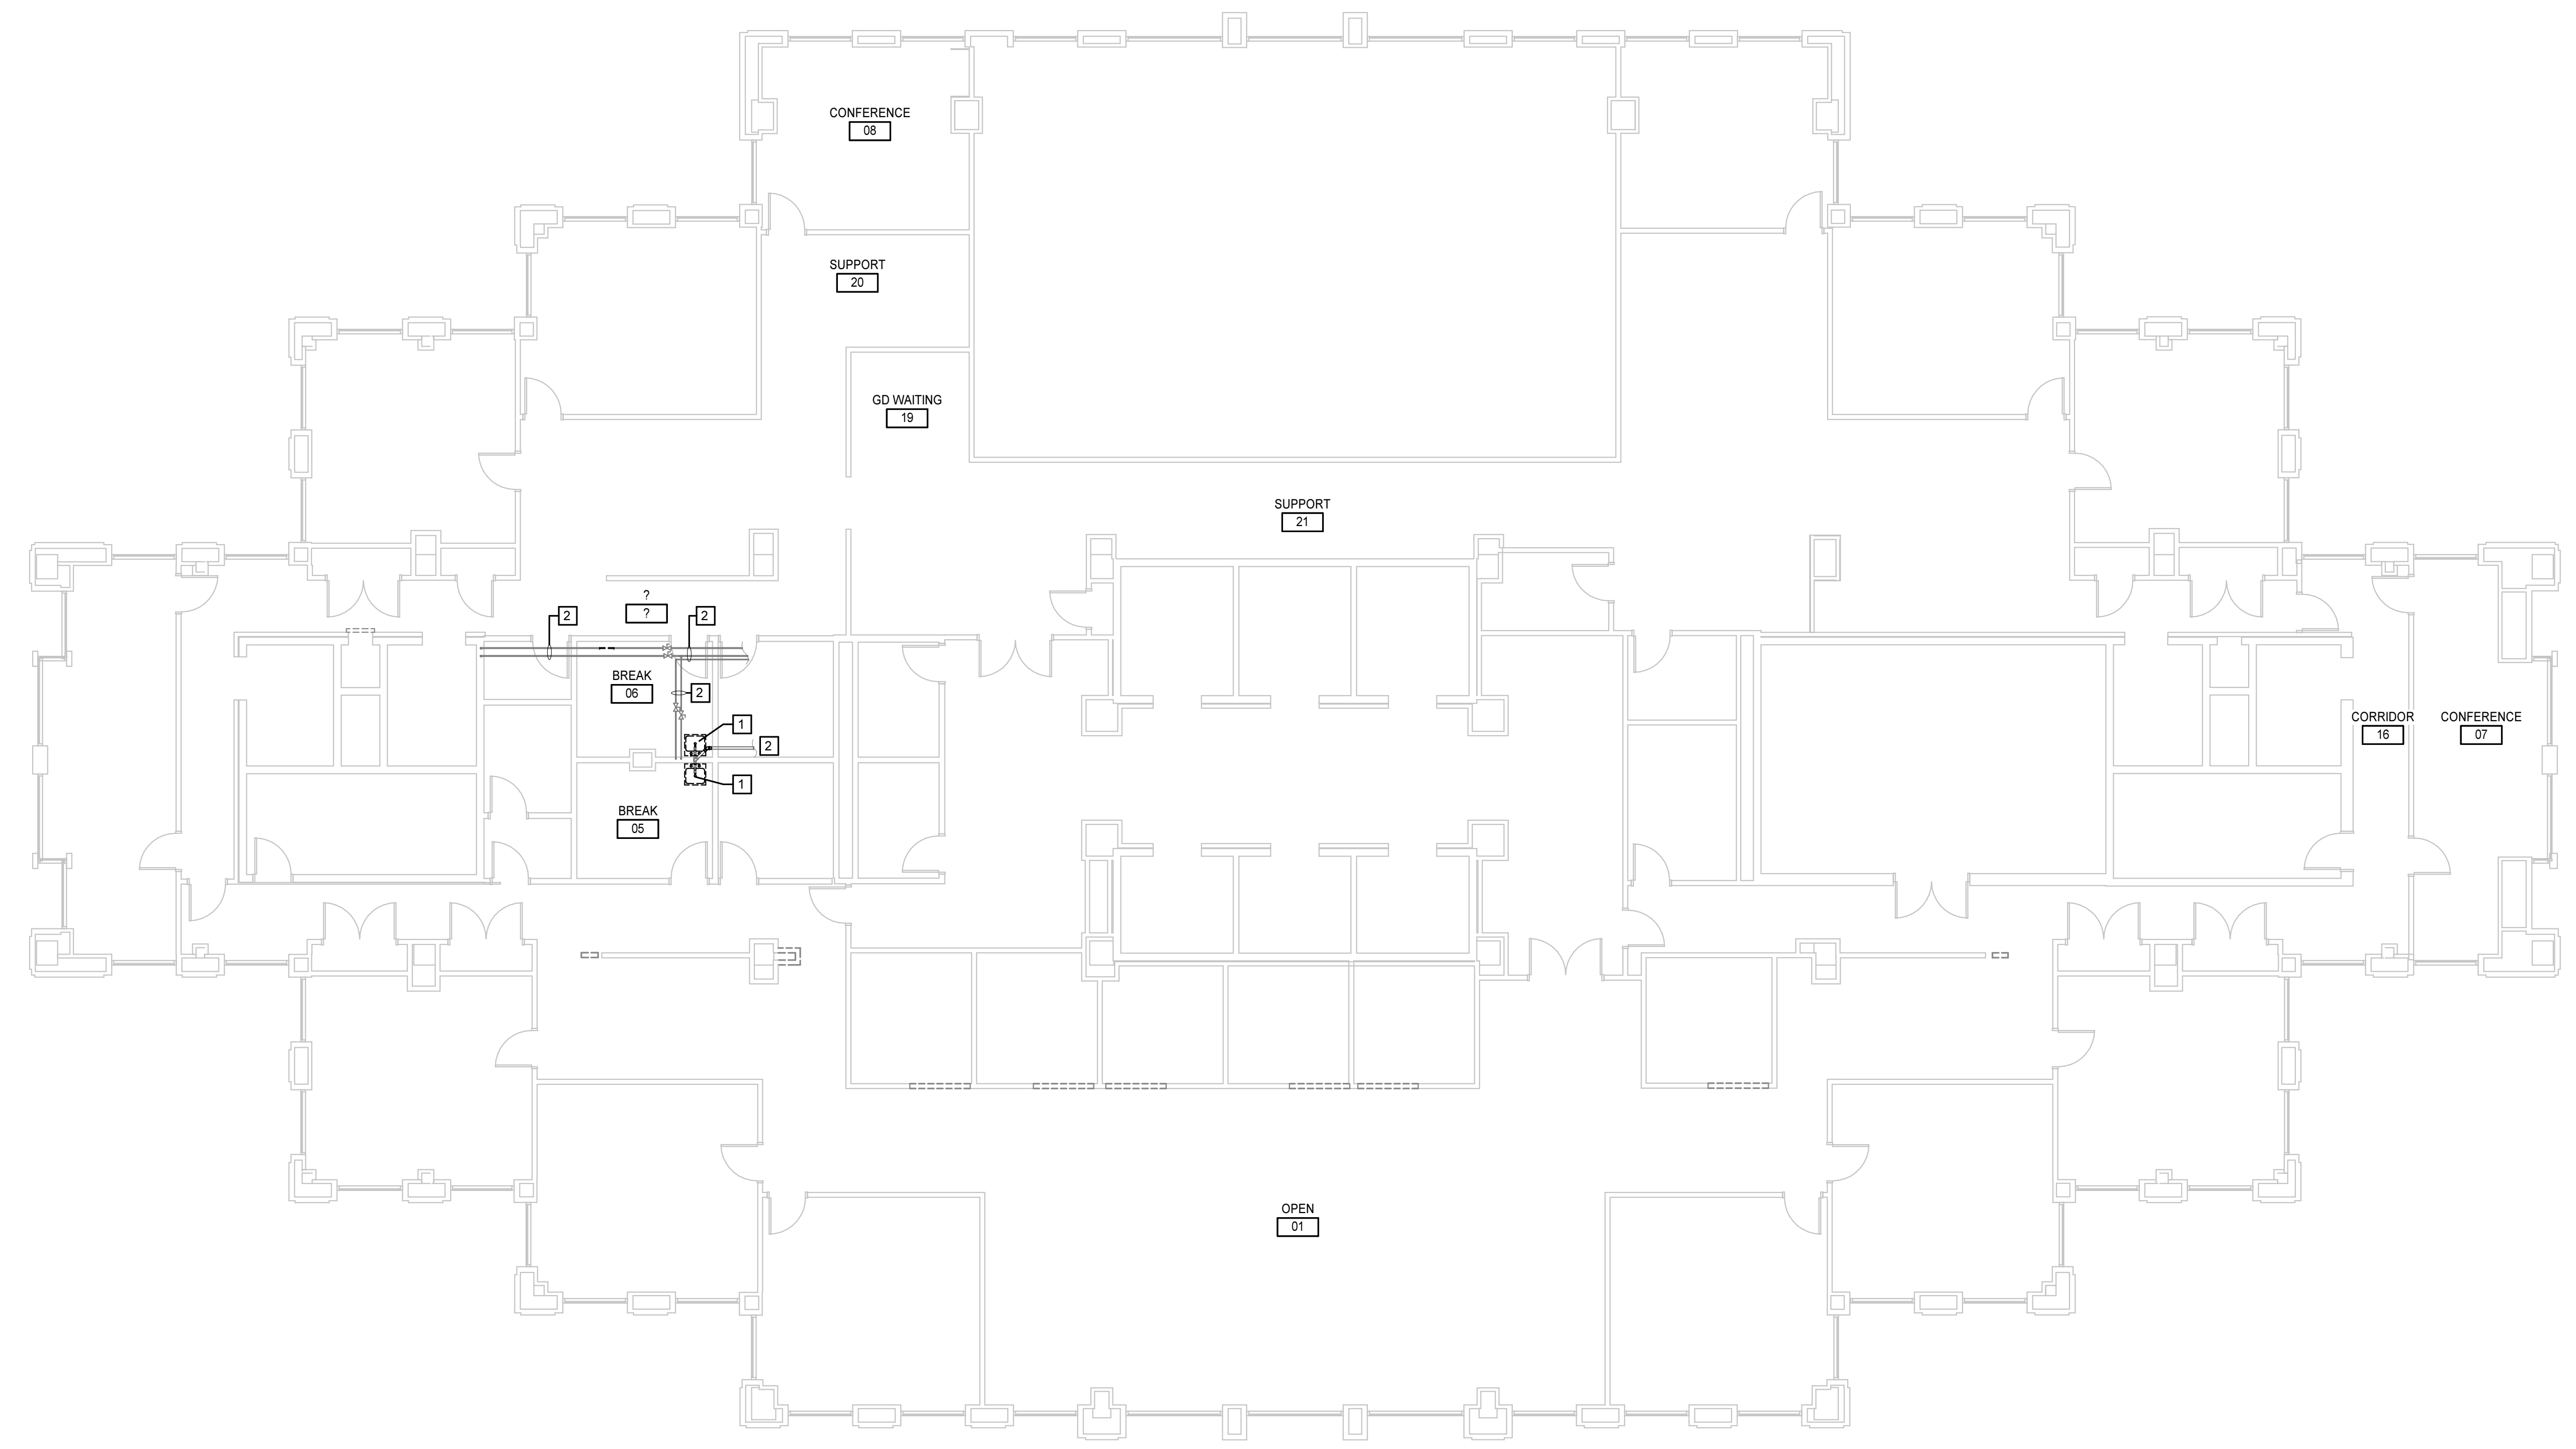 CONFERENCE
08
SUPPORT
20
GD WAITING
19
SUPPORT
21
?
?
2
2
BREAK
06
2
1
2
1
BREAK
05
CORRIDOR
16
CONFERENCE
07
OPEN
01